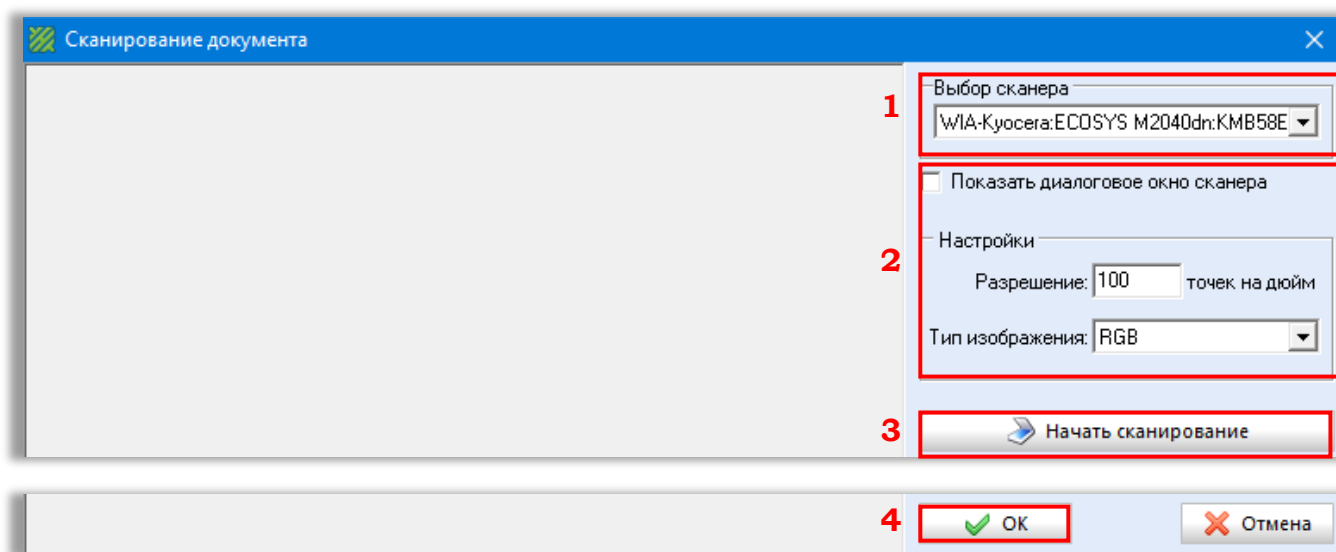 Сканирование документа
1
Выбор сканера
WIA-Kyocera:ECOSYS M2040dn:KMB58E
2
Показать диалоговое окно сканера
Настройки
Разрешение: 100 точек на дюйм
Тип изображения: RGB
3
Начать сканирование
4
OK
Отмена